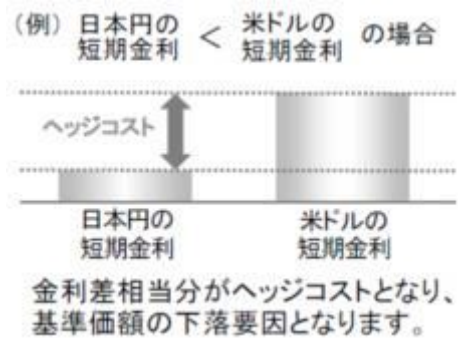 (例) 日本円の短期金利 < 米ドルの短期金利 の場合
ヘッジコスト
日本円の
短期金利
米ドルの
短期金利
金利差相当分がヘッジコストとなり、
基準価額の下落要因となります。